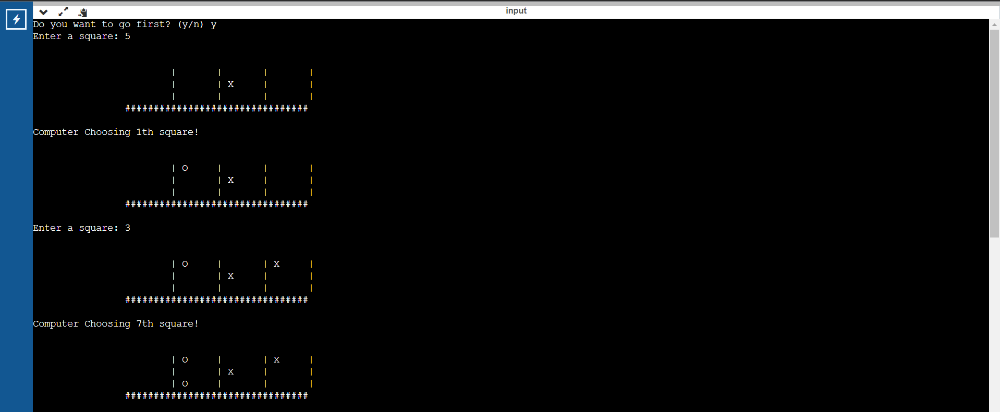 input
Do you want to go first? (y/n) y
Enter a square: 5
| | | |
| | X | |
| | | |
################################
Computer Choosing 1th square!
| O | | |
| | X | |
| | | |
################################
Enter a square: 3
| O | | X |
| | X | |
| | | |
################################
Computer Choosing 7th square!
| O | | X |
| | X | |
| O | | |
################################